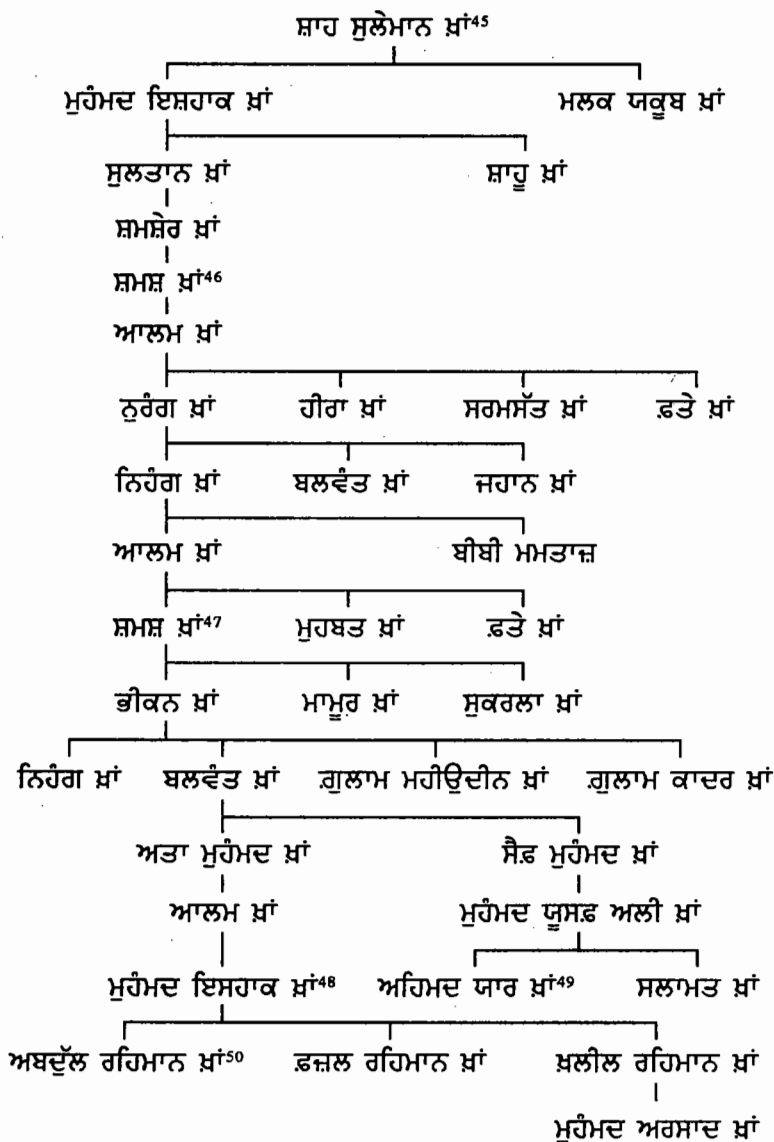 ਸ਼ਾਹ ਸੁਲੇਮਾਨ ਖ਼ਾਂ⁴⁵
ਮੁਹੰਮਦ ਇਸ਼ਹਾਕ ਖ਼ਾਂ ਮਲਕ ਯਕੂਬ ਖ਼ਾਂ
ਸੁਲਤਾਨ ਖ਼ਾਂ ਸ਼ਾਹੂ ਖ਼ਾਂ
ਸ਼ਮਸ਼ੇਰ ਖ਼ਾਂ
ਸ਼ਮਸ਼ ਖ਼ਾਂ⁴⁶
ਆਲਮ ਖ਼ਾਂ
ਨੁਰੰਗ ਖ਼ਾਂ ਹੀਰਾ ਖ਼ਾਂ ਸਰਮਸੱਤ ਖ਼ਾਂ ਫ਼ਤੇ ਖ਼ਾਂ
ਨਿਹੰਗ ਖ਼ਾਂ ਬਲਵੰਤ ਖ਼ਾਂ ਜਹਾਨ ਖ਼ਾਂ
ਆਲਮ ਖ਼ਾਂ ਬੀਬੀ ਮਮਤਾਜ਼
ਸ਼ਮਸ਼ ਖ਼ਾਂ⁴⁷ ਮੁਹਬਤ ਖ਼ਾਂ ਫ਼ਤੇ ਖ਼ਾਂ
ਭੀਕਨ ਖ਼ਾਂ ਮਾਮੂਰ ਖ਼ਾਂ ਸੁਕਰਲਾ ਖ਼ਾਂ
ਨਿਹੰਗ ਖ਼ਾਂ ਬਲਵੰਤ ਖ਼ਾਂ ਗ਼ੁਲਾਮ ਮਹੀਉਦੀਨ ਖ਼ਾਂ ਗ਼ੁਲਾਮ ਕਾਦਰ ਖ਼ਾਂ
ਅਤਾ ਮੁਹੰਮਦ ਖ਼ਾਂ ਸੈਫ਼ ਮੁਹੰਮਦ ਖ਼ਾਂ
ਆਲਮ ਖ਼ਾਂ ਮੁਹੰਮਦ ਯੂਸਫ਼ ਅਲੀ ਖ਼ਾਂ
ਮੁਹੰਮਦ ਇਸਹਾਕ ਖ਼ਾਂ⁴⁸ ਅਹਿਮਦ ਯਾਰ ਖ਼ਾਂ⁴⁹ ਸਲਾਮਤ ਖ਼ਾਂ
ਅਬਦੁੱਲ ਰਹਿਮਾਨ ਖ਼ਾਂ⁵⁰ ਫ਼ਜ਼ਲ ਰਹਿਮਾਨ ਖ਼ਾਂ ਖ਼ਲੀਲ ਰਹਿਮਾਨ ਖ਼ਾਂ
ਮੁਹੰਮਦ ਅਰਸਾਦ ਖ਼ਾਂ